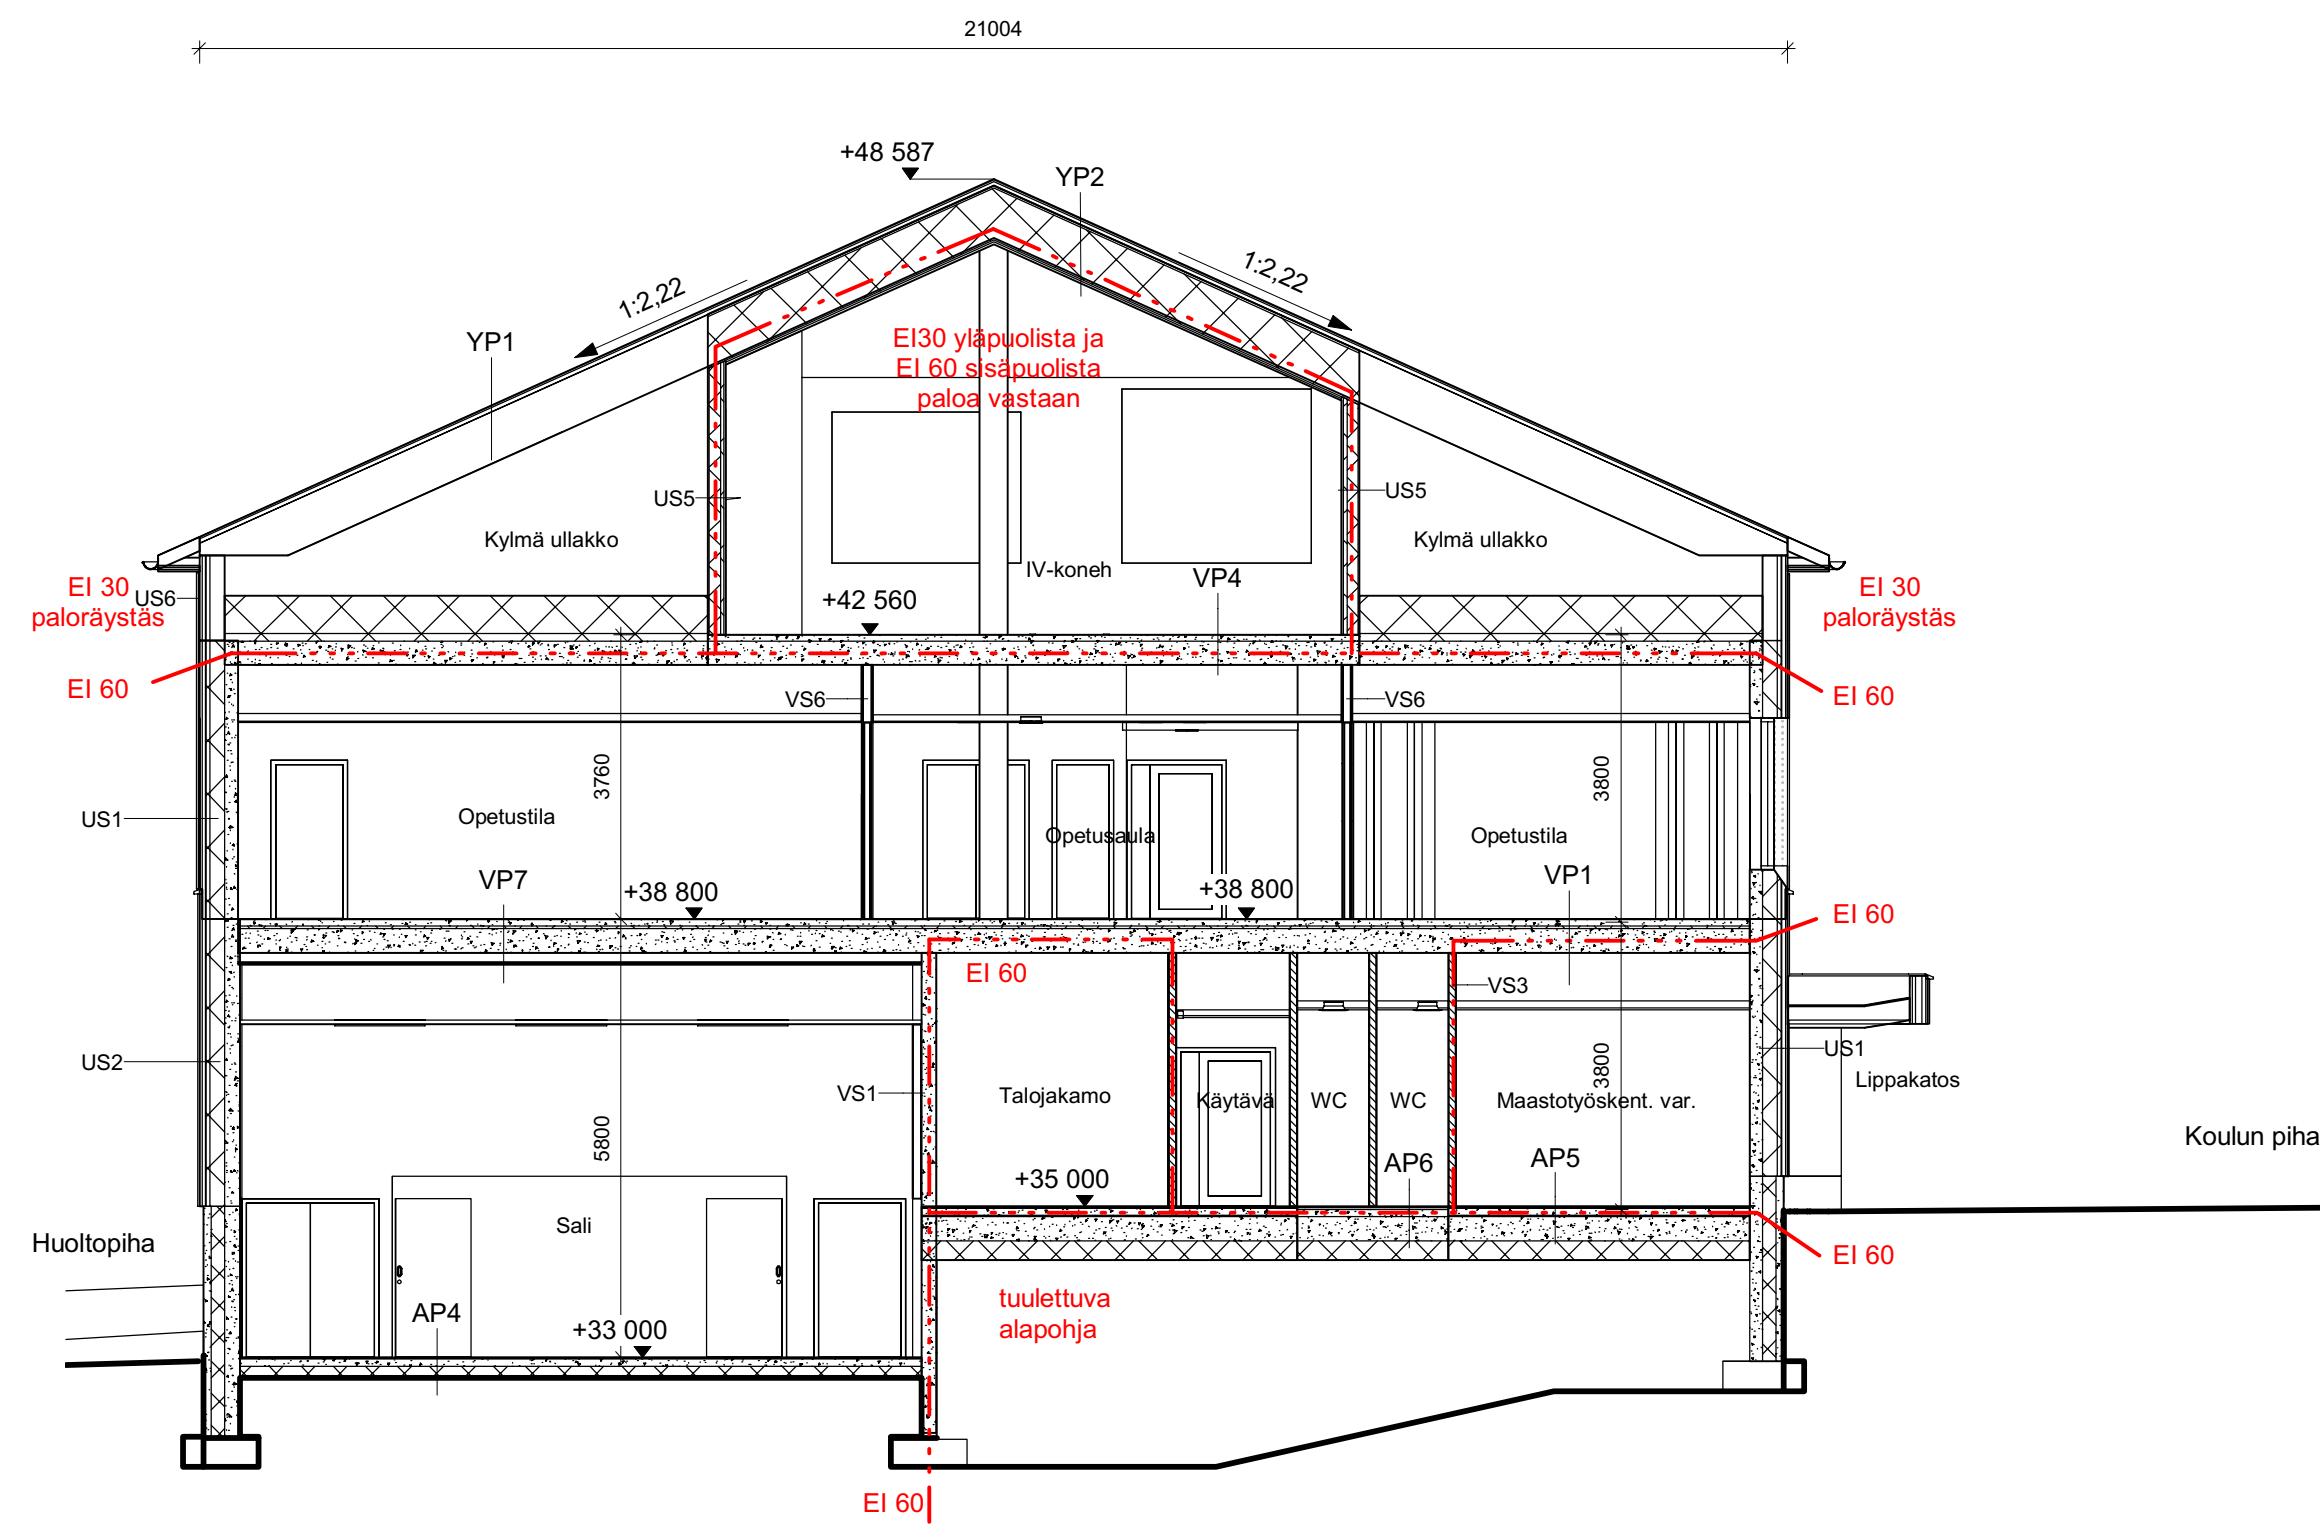 21004
+48 587
YP2
1:2,22
1:2,22
YP1
EI30 yläpuolista ja
EI 60 sisäpuolista
paloa vastaan
US5
US5
Kylmä ullakko
Kylmä ullakko
IV-koneh
VP4
EI 30
paloräystäs
US6
+42 560
EI 30
paloräystäs
EI 60
VS6
VS6
EI 60
3760
3800
US1
Opetustila
Opetusaula
Opetustila
VP7
+38 800
+38 800
VP1
EI 60
EI 60
VS3
US2
VS1
5800
Talojakamo
Käytävä
WC
WC
Maastotyöskent. var.
3800
US1
Lippakatos
Koulun piha
AP6
AP5
+35 000
Sali
Huoltopiha
EI 60
AP4
+33 000
tuulettuva
alapohja
EI 60